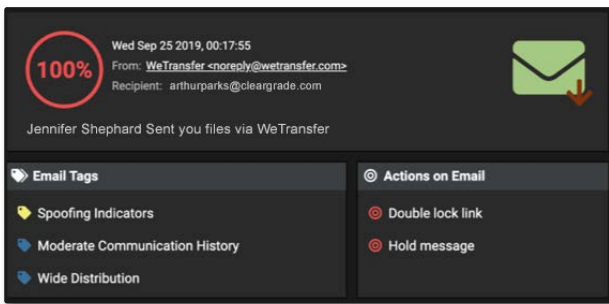 100%
Wed Sep 25 2019, 00:17:55
From: WeTransfer <noreply@wetransfer.com>
Recipient: arthurparks@cleargrade.com
Jennifer Shephard Sent you files via WeTransfer
Email Tags
Spoofing Indicators
Moderate Communication History
Wide Distribution
Actions on Email
Double lock link
Hold message